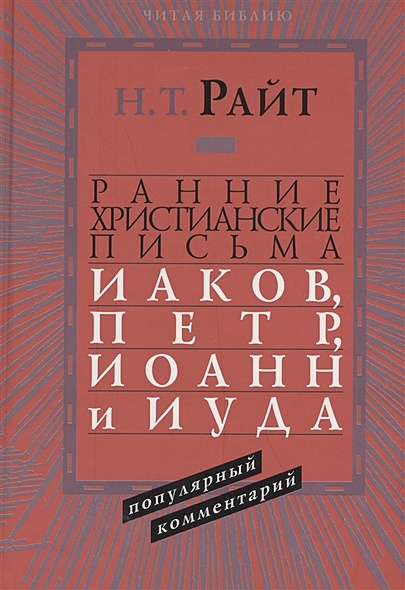 ЧИТАЯ БИБЛИЮ
Н.Т. РАЙТ
РАННИЕ
ХРИСТИАНСКИЕ
ПИСЬМА
ИАКОВ,
ПЕТР,
ИОАНН
и ИУДА
популярный
комментарий